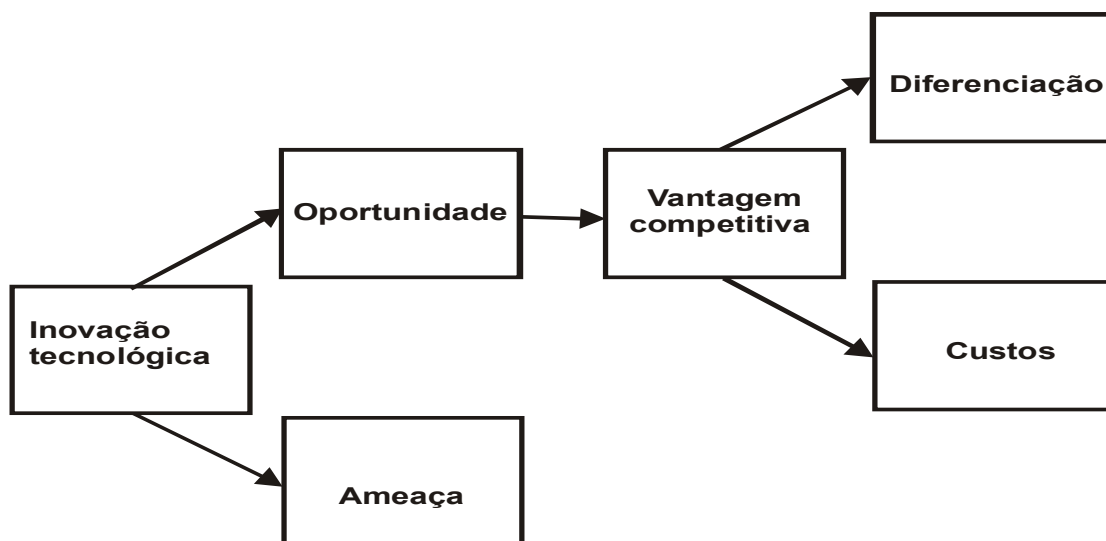 Diferenciação
Oportunidade
Vantagem
competitiva
Inovação
tecnológica
Custos
Ameaça